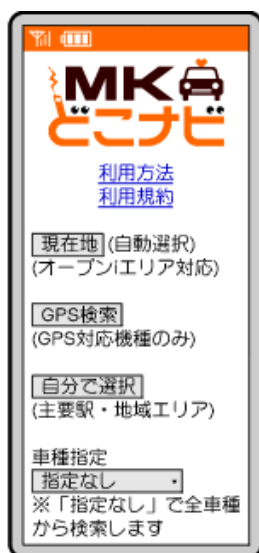 MK
どこナビ
利用方法
利用規約
現在地 (自動選択)
(オープンiエリア対応)
GPS検索
(GPS対応機種のみ)
自分で選択
(主要駅・地域エリア)
車種指定
指定なし
※「指定なし」で全車種
から検索します